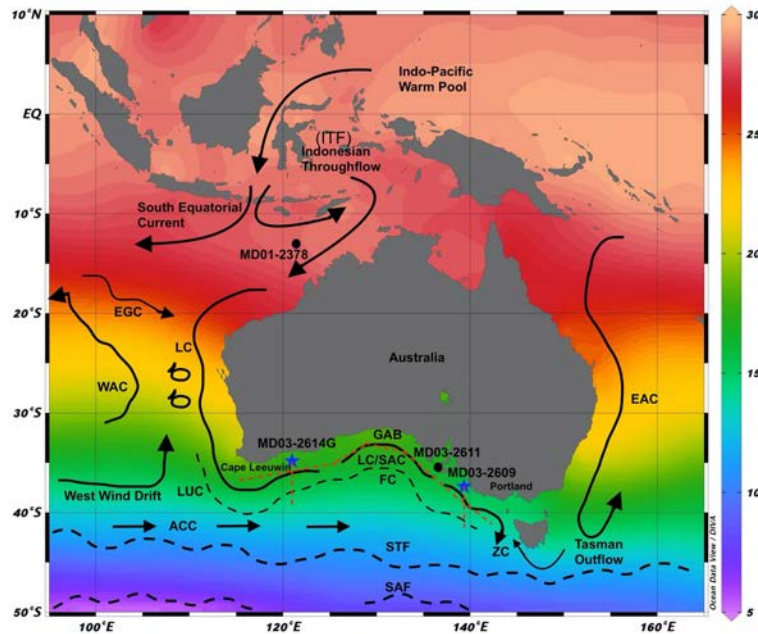 10°N
30
Indo-Pacific
Warm Pool
EQ
(ITF)
Indonesian
Throughflow
25
South Equatorial
Current
10°S
MD01-2378
20°S
EGC
LC
20
Australia
WAC
EAC
30°S
MD03-2614G
GAB
MD03-2611
Cape Leeuwin
LC/SAC
MD03-2609
15
West Wind Drift
LUC
FC
Portland
40°S
ACC
STF
ZC
Tasman
Outflow
10
SAF
50°S
5
100°E
120°E
140°E
160°E
Ocean Data View / DIVA